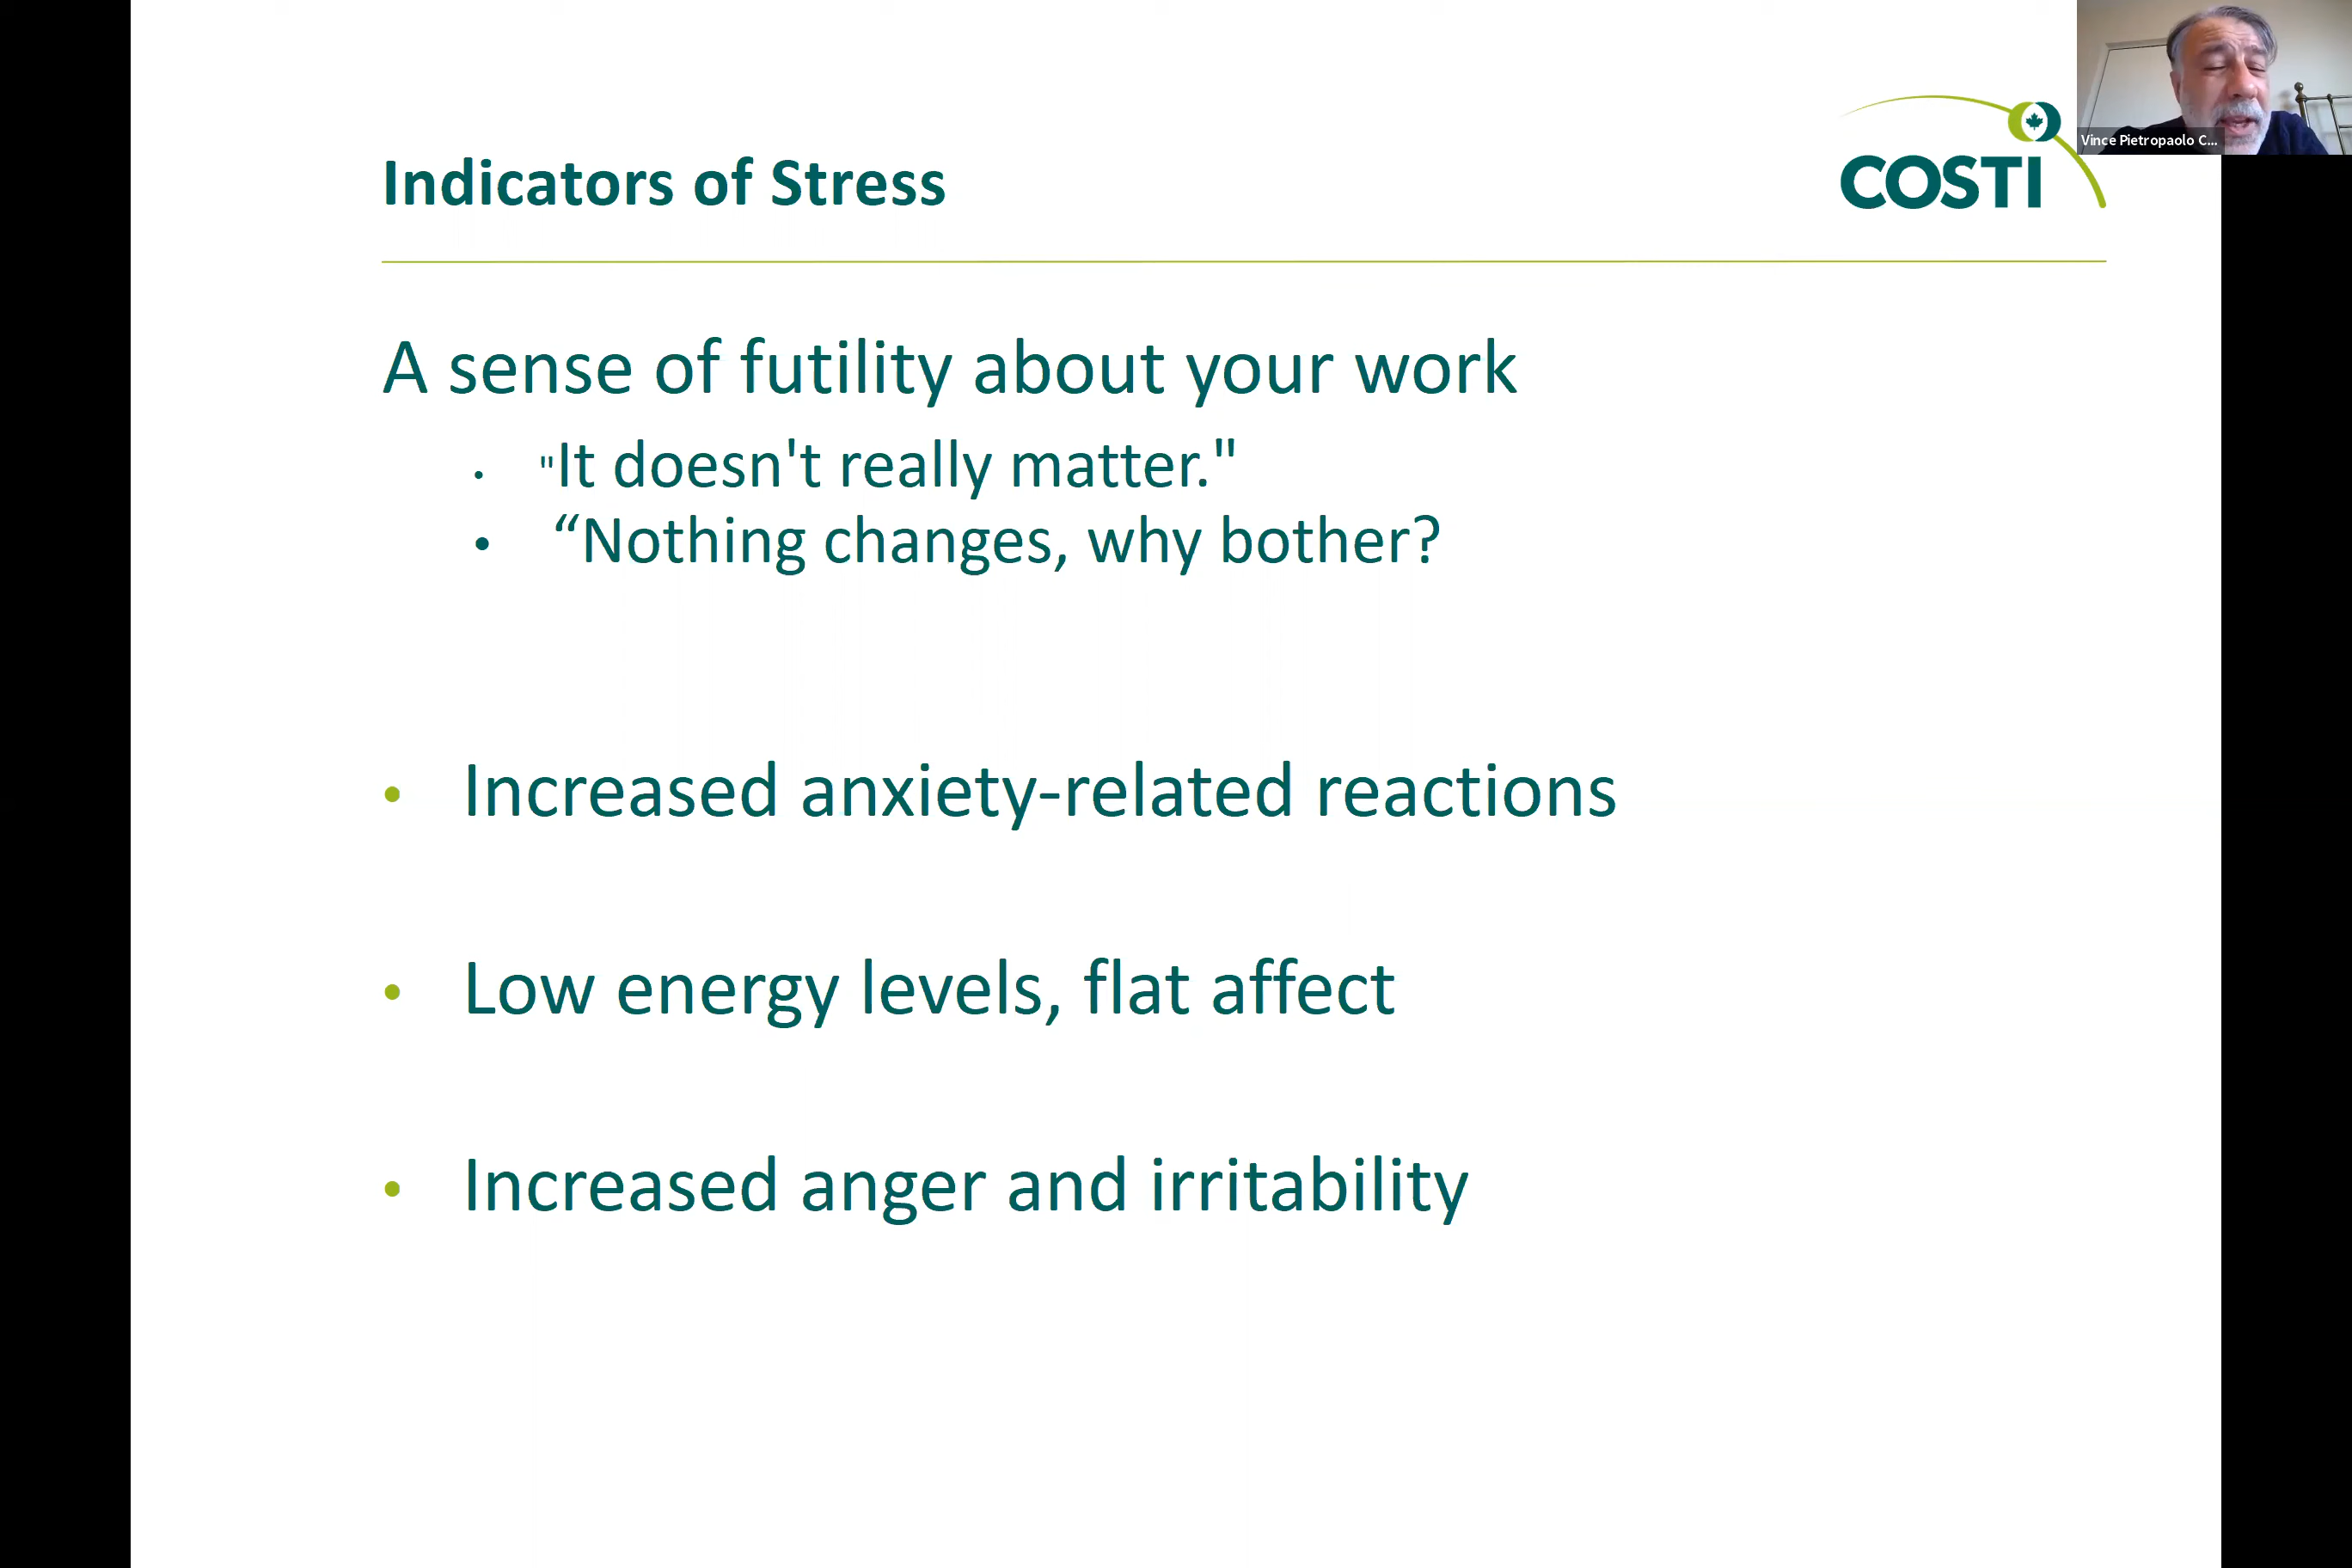 Vince Pietropaolo C...
COSTI
Indicators of Stress
A sense of futility about your work
• "It doesn't really matter."
• “Nothing changes, why bother?
• Increased anxiety-related reactions
• Low energy levels, flat affect
• Increased anger and irritability